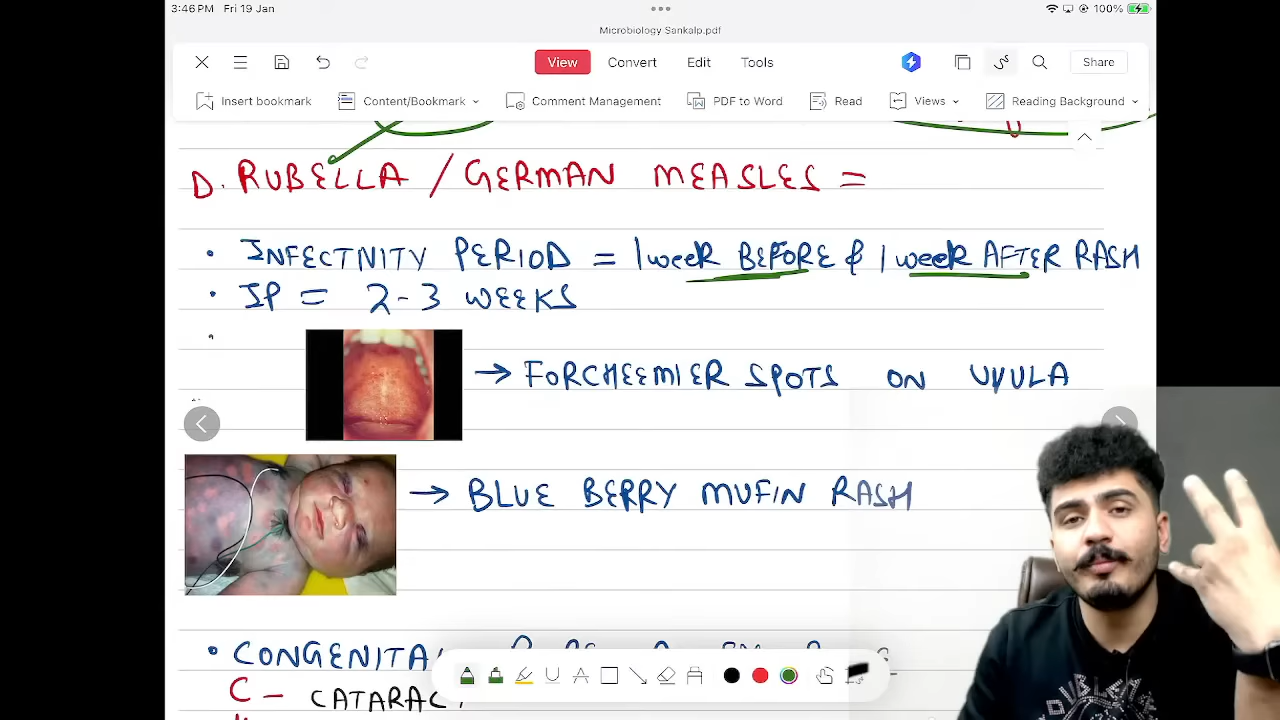 3:46 PM Fri 19 Jan
100%
Microbiology Sankalp.pdf
View Convert Edit Tools Share
Insert bookmark Content/Bookmark Comment Management PDF to Word Read Views Reading Background
D. RUBELLA / GERMAN MEASLES =
• INFECTNITY PERIOD = 1 week BEFORE & 1 week AFTER RASH
• IP = 2-3 WEEKS
→ FORCHEEMIER SPOTS ON UVULA
→ BLUE BERRY MUFIN RASH
• CONGENITAL
C - CATARAC